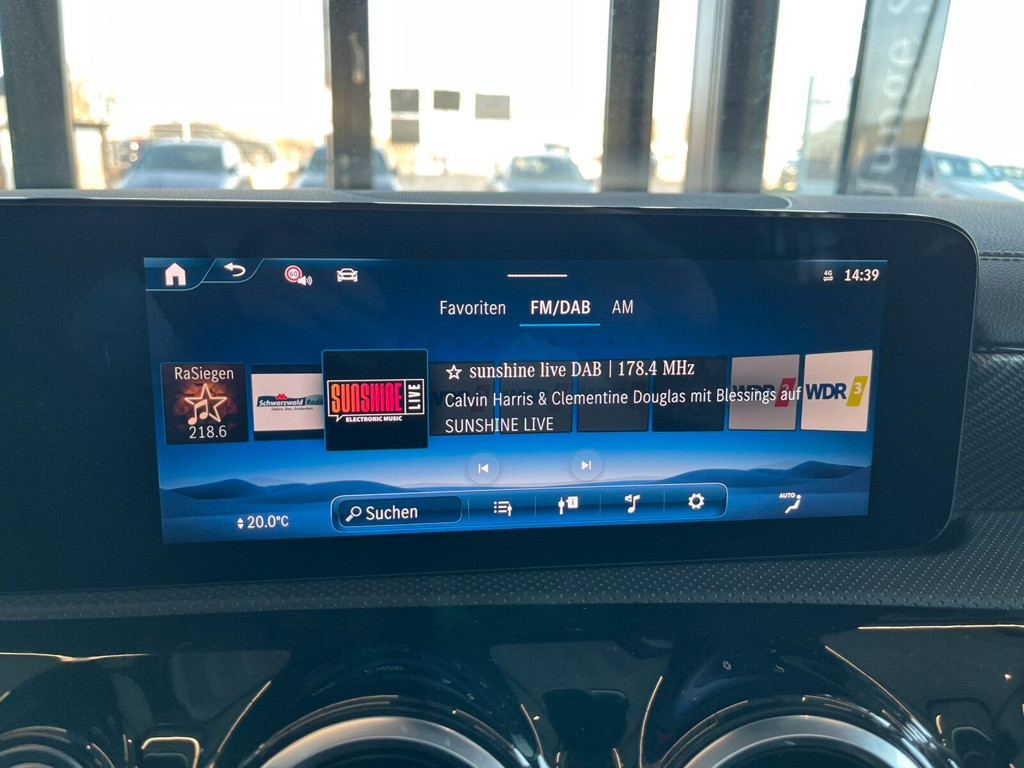 Junge S
4G 14:39
Favoriten FM/DAB AM
RaSiegen
218.6
Schwarzwald Radio
SUNSHINE LIVE
ELECTRONIC MUSIC
sunshine live DAB | 178.4 MHz
Calvin Harris & Clementine Douglas mit Blessings auf
SUNSHINE LIVE
WDR 2
WDR 3
20.0°C
Suchen
AUTO